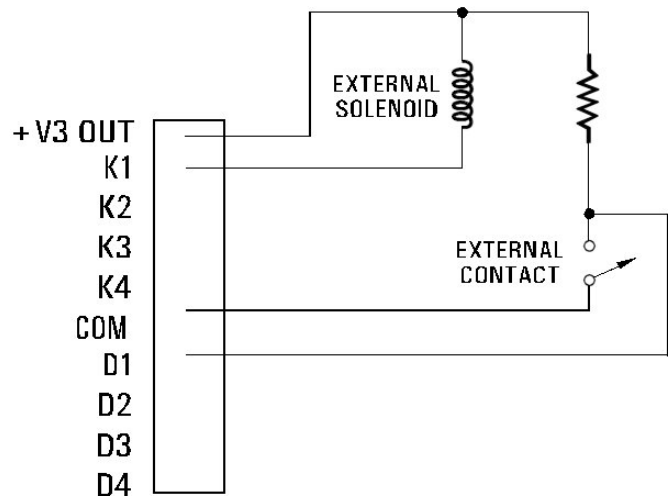 EXTERNAL
SOLENOID
+V3 OUT
K1
K2
K3
EXTERNAL
CONTACT
K4
COM
D1
D2
D3
D4